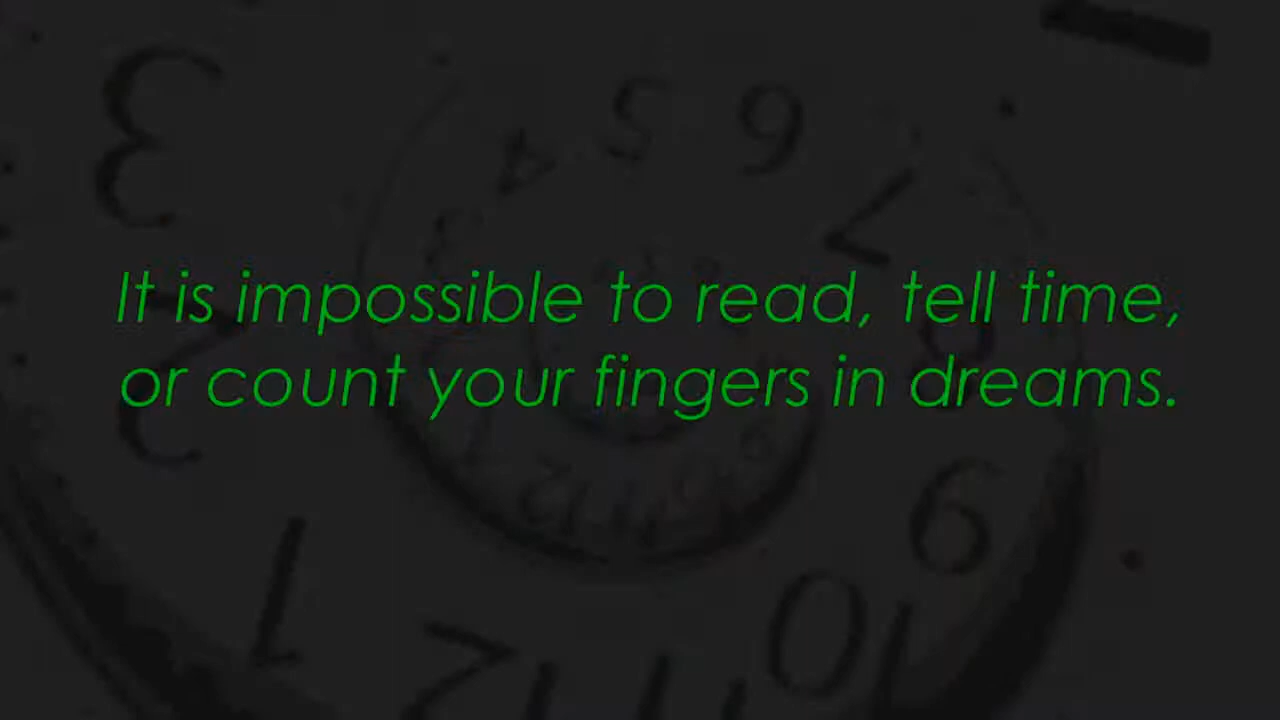 It is impossible to read, tell time,
or count your fingers in dreams.